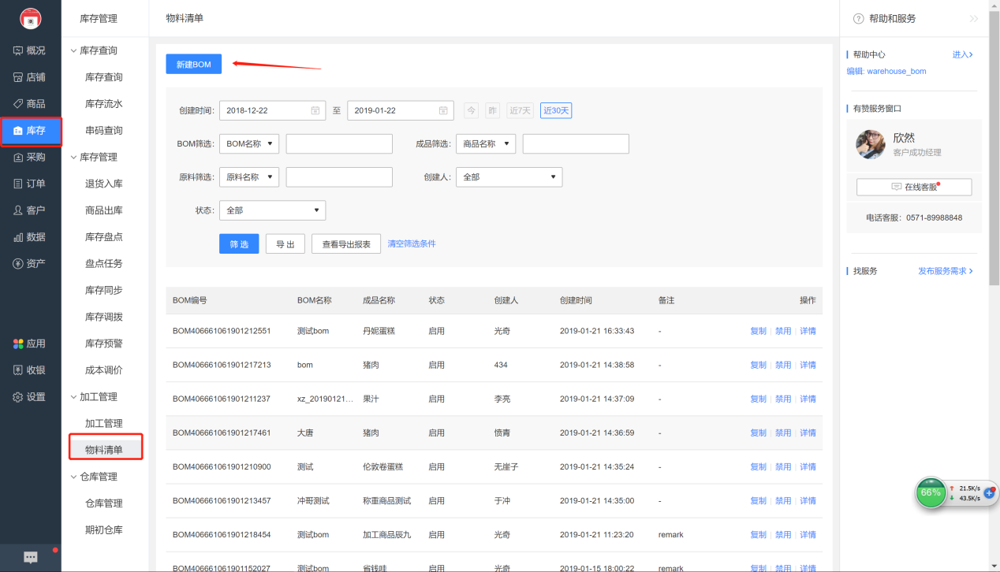 库存管理
物料清单
帮助和服务
概况
店铺
商品
库存
采购
订单
客户
数据
资产
应用
收银
设置
库存查询
库存查询
库存流水
串码查询
库存管理
退货入库
商品出库
库存盘点
盘点任务
库存同步
库存调拨
库存预警
成本调价
加工管理
加工管理
物料清单
仓库管理
仓库管理
期初仓库
新建BOM
创建时间: 2018-12-22 至 2019-01-22 今 昨 近7天 近30天
BOM筛选: BOM名称 成品筛选: 商品名称
原料筛选: 原料名称 创建人: 全部
状态: 全部
筛选 导出 查看导出报表 清空筛选条件
BOM编号 BOM名称 成品名称 状态 创建人 创建时间 备注 操作
BOM406661061901212551 测试bom 丹妮蛋糕 启用 光奇 2019-01-21 16:33:43 - 复制 禁用 详情
BOM406661061901217213 bom 猪肉 启用 434 2019-01-21 14:38:58 - 复制 禁用 详情
BOM406661061901211237 xz_20190121... 果汁 启用 李亮 2019-01-21 14:37:09 - 复制 禁用 详情
BOM406661061901217461 大唐 猪肉 启用 愤青 2019-01-21 14:36:59 - 复制 禁用 详情
BOM406661061901210900 测试 伦敦卷蛋糕 启用 无崖子 2019-01-21 14:35:24 - 复制 禁用 详情
BOM406661061901213457 冲哥测试 称重商品测试 启用 于冲 2019-01-21 14:35:00 - 复制 禁用 详情
BOM406661061901218454 测试bom 加工商品辰九 启用 光奇 2019-01-21 11:23:20 remark 复制 禁用 详情
BOM406661061901152027 测试bom 省钱哇 启用 光奇 2019-01-15 18:00:22 remark 复制 禁用 详情
帮助中心 进入
编辑: warehouse_bom
有赞服务窗口
欣然
客户成功经理
在线客服
电话客服: 0571-89988848
找服务 发布服务需求
66%
21.5K/s
43.5K/s